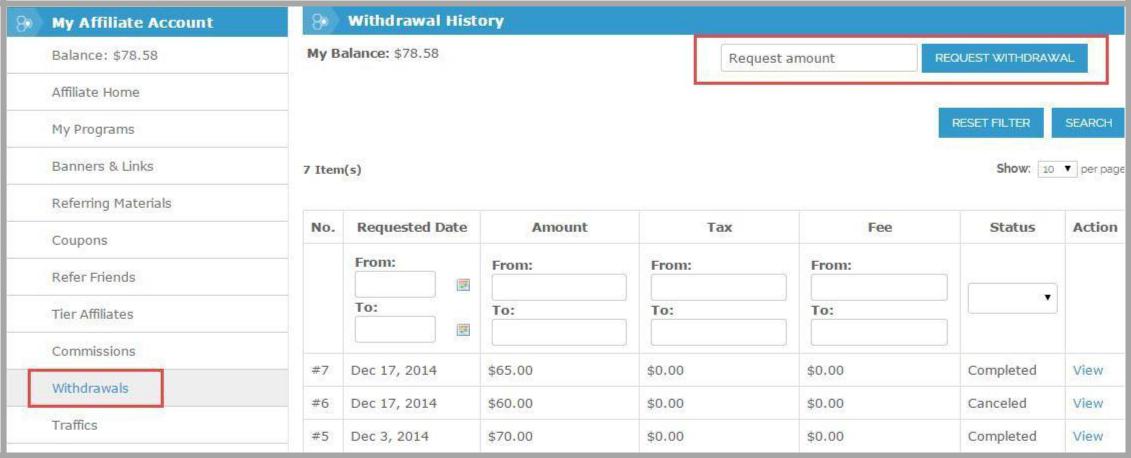 My Affiliate Account
Balance: $78.58
Affiliate Home
My Programs
Banners & Links
Referring Materials
Coupons
Refer Friends
Tier Affiliates
Commissions
Withdrawals
Traffics
Withdrawal History
My Balance: $78.58
Request amount REQUEST WITHDRAWAL
RESET FILTER SEARCH
7 Item(s) Show: 10 per page
No. Requested Date Amount Tax Fee Status Action
From: From: From: From:
To: To: To: To:
#7 Dec 17, 2014 $65.00 $0.00 $0.00 Completed View
#6 Dec 17, 2014 $60.00 $0.00 $0.00 Canceled View
#5 Dec 3, 2014 $70.00 $0.00 $0.00 Completed View